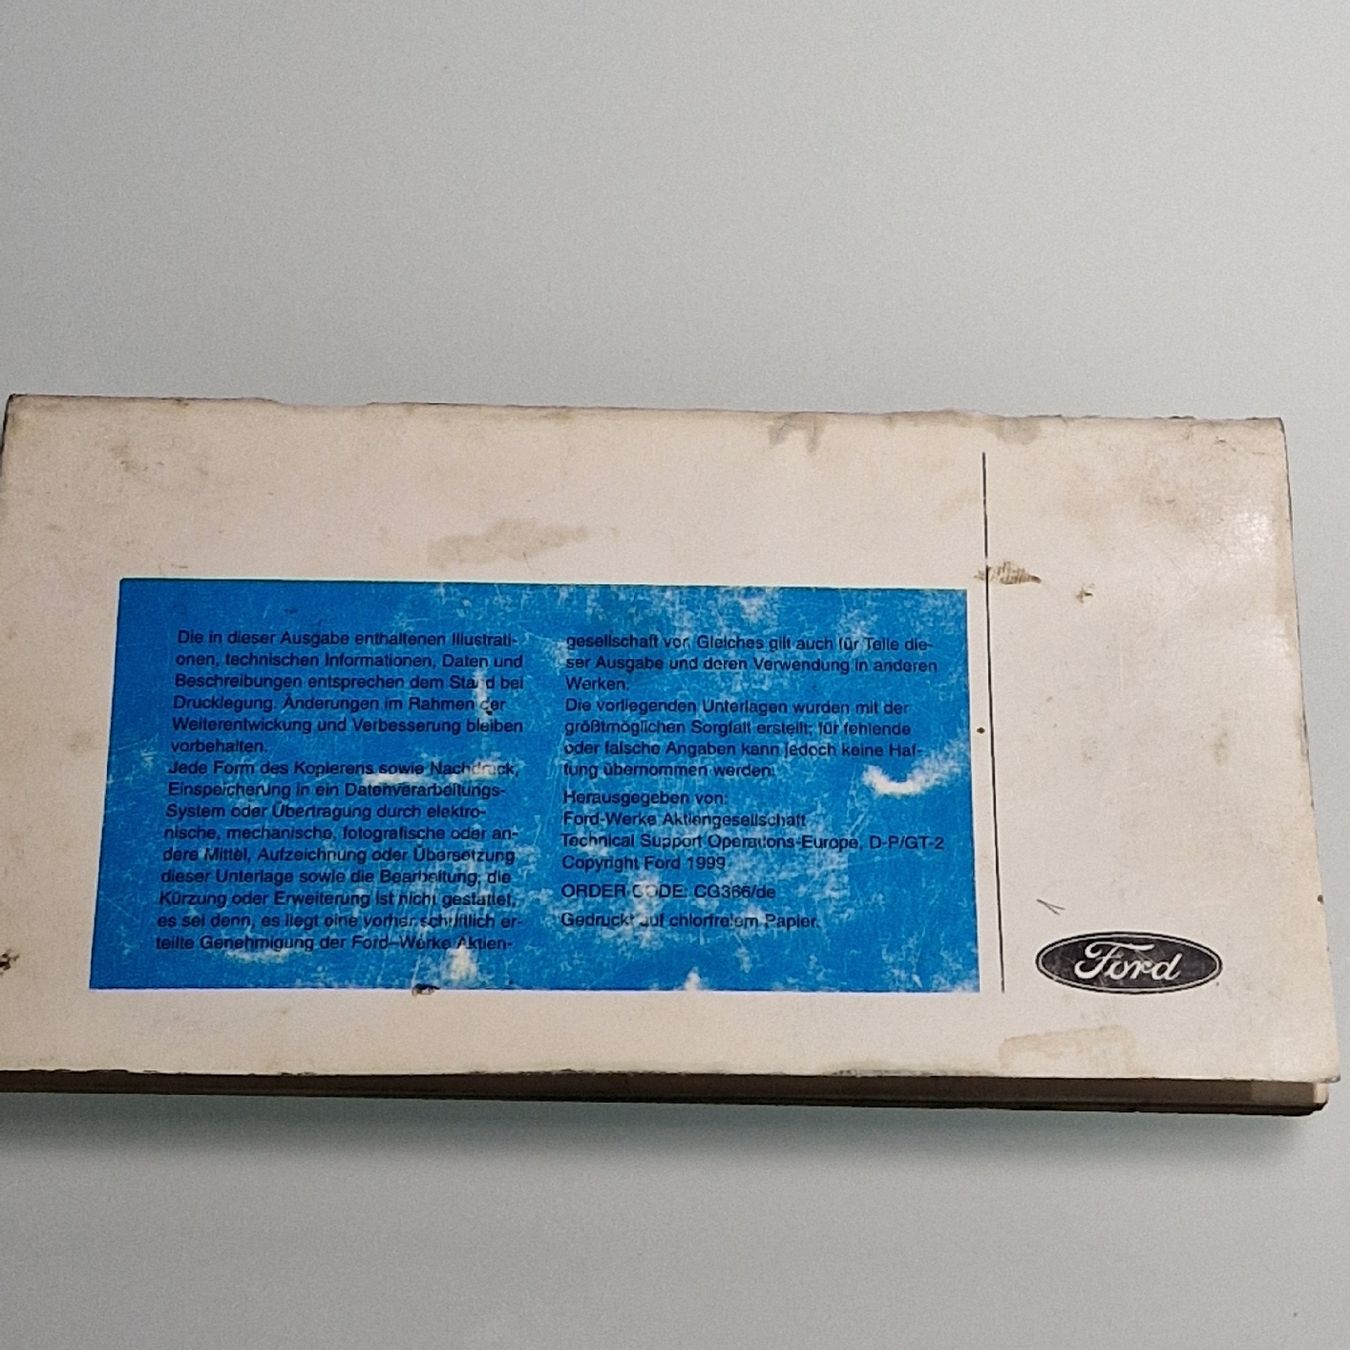 Die in dieser Ausgabe enthaltenen Illustrati-
onen, technischen Informationen, Daten und
Beschreibungen entsprechen dem Stand bei
Drucklegung. Änderungen im Rahmen der
Weiterentwickung und Verbesserung bleiben
vorbehalten.
Jede Form des Kopierens sowie Nachdruck,
Einspeicherung in ein Datenverarbeitungs-
System oder Übertragung durch elektro-
nische, mechanische, fotografische oder an-
dere Mittel, Aufzeichnung oder Übersetzung
dieser Unterlage sowie die Bearbeitung, die
Kürzung oder Erweiterung ist nicht gestattet,
es sei denn, es liegt eine vorher schriftlich er-
teilte Genehmigung der Ford-Werke Aktien-
gesellschaft vor. Gleiches gilt auch für Teile die-
ser Ausgabe und deren Verwendung in anderen
Werken.
Die vorliegenden Unterlagen wurden mit der
größtmöglichen Sorgfalt erstellt; für fehlende
oder falsche Angaben kann jedoch keine Haf-
tung übernommen werden.
Herausgegeben von:
Ford-Werke Aktiengesellschaft
Technical Support Operations Europe, D-P/GT-2
Copyright Ford 1999
ORDER CODE: CG366/de
Gedruckt auf chlorfreiem Papier.
Ford